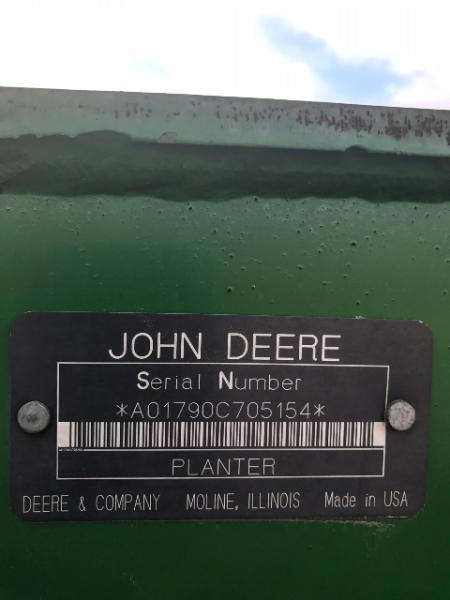 JOHN DEERE
Serial Number
*A01790C705154*
PLANTER
DEERE & COMPANY MOLINE, ILLINOIS Made in USA